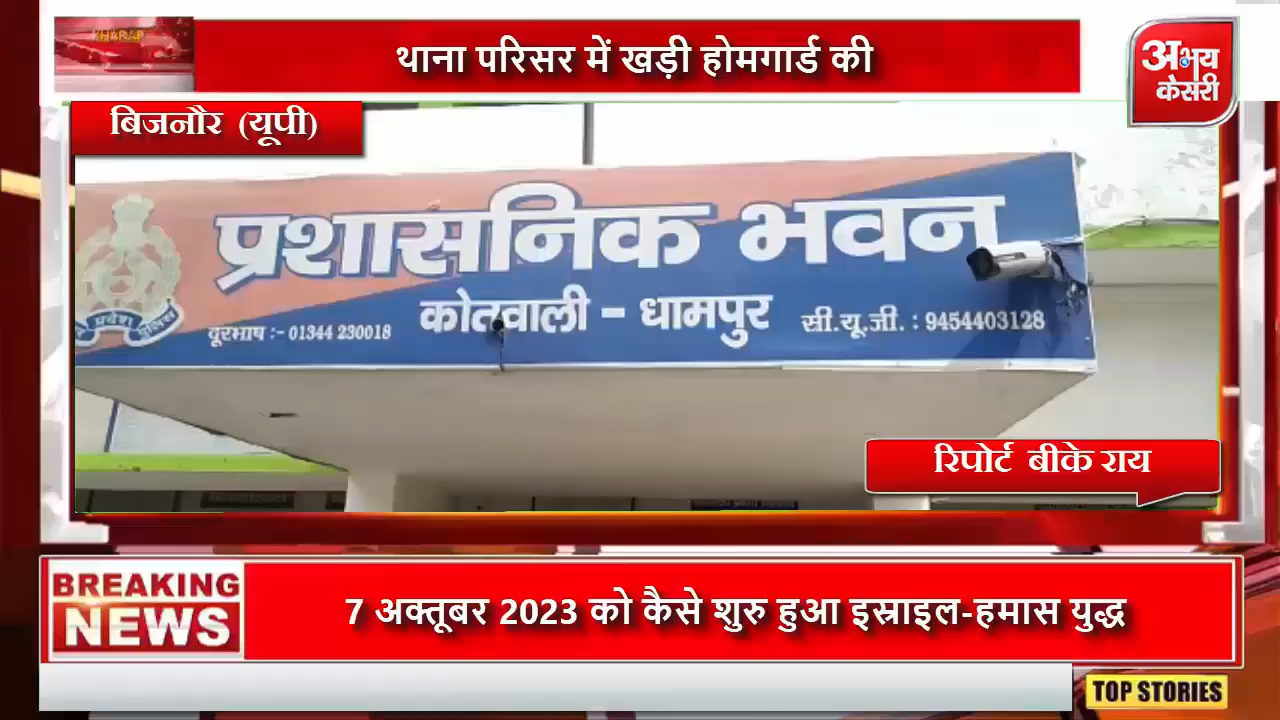 थाना परिसर में खड़ी होमगार्ड की
अभय
केसरी
बिजनौर (यूपी)
प्रशासनिक भवन
कोतवाली - धामपुर
दूरभाष :- 01344 230018
सी.यू.जी. : 9454403128
रिपोर्ट बीके राय
BREAKING
NEWS
7 अक्तूबर 2023 को कैसे शुरु हुआ इस्राइल-हमास युद्ध
TOP STORIES